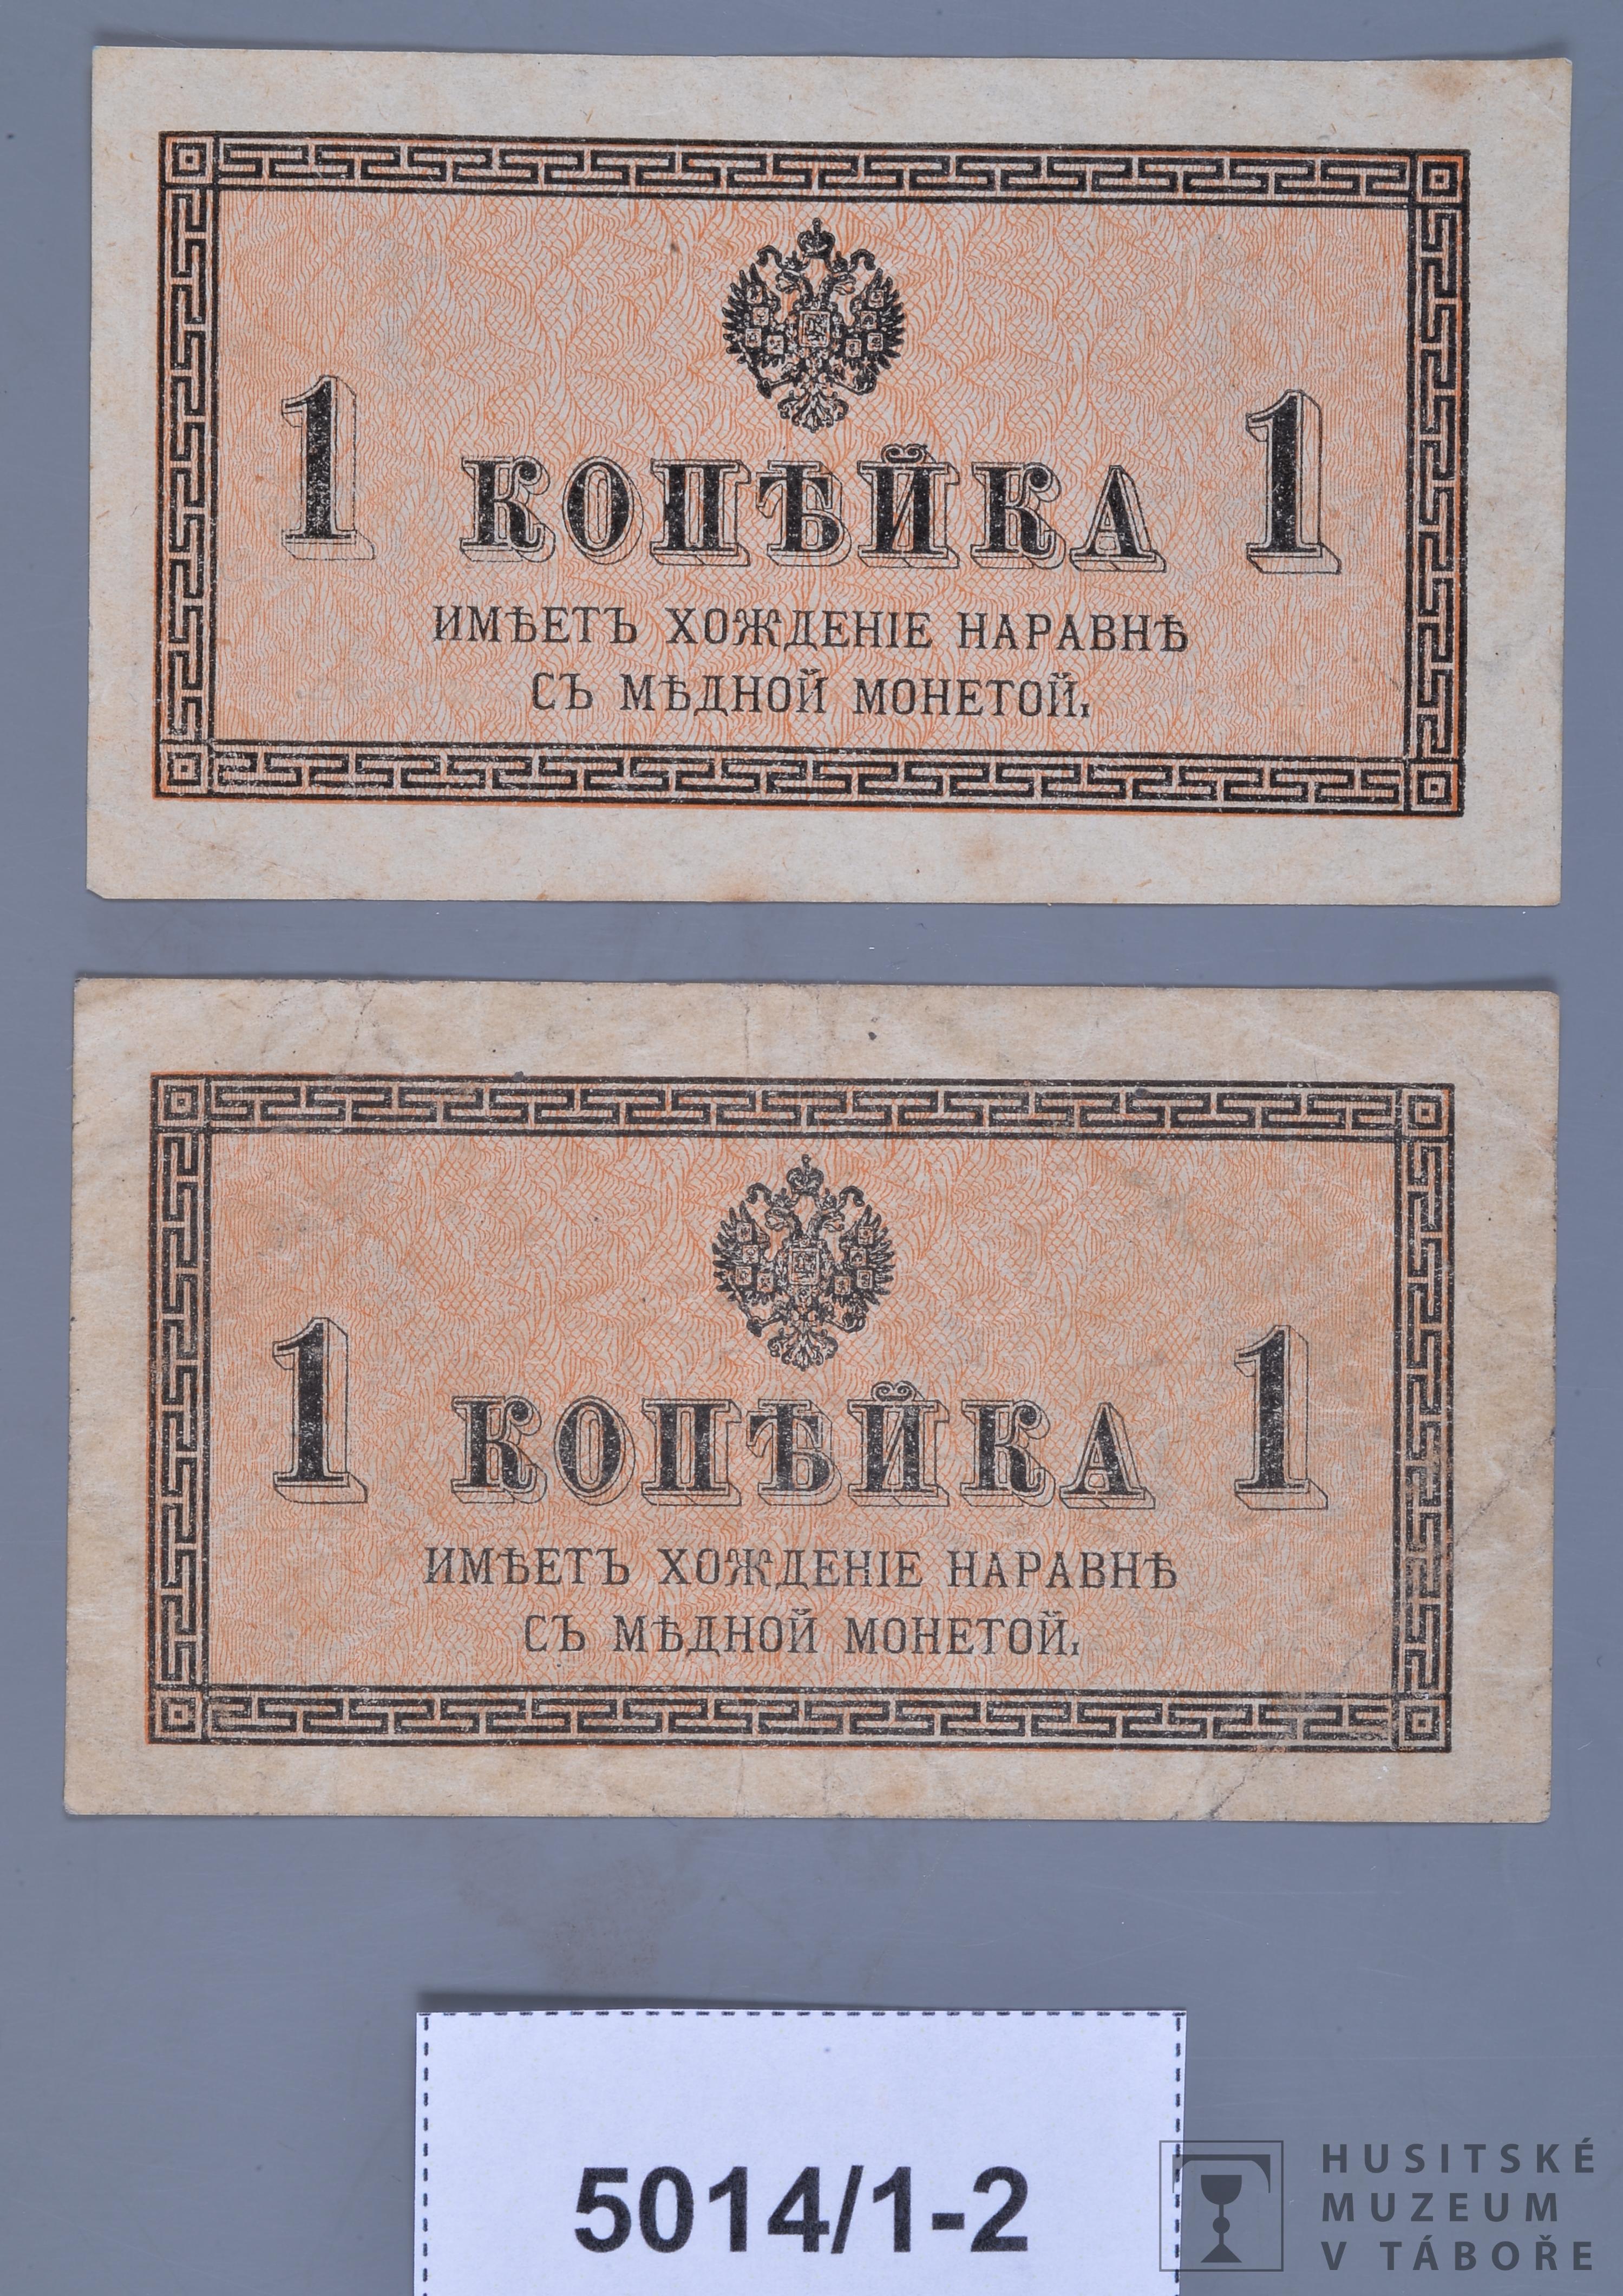 1 КОПѢЙКА 1
ИМѢЕТЪ ХОЖДЕНІЕ НАРАВНѢ
СЪ МѢДНОЙ МОНЕТОЙ.
1 КОПѢЙКА 1
ИМѢЕТЪ ХОЖДЕНІЕ НАРАВНѢ
СЪ МѢДНОЙ МОНЕТОЙ.
5014/1-2
HUSITSKÉ
MUZEUM
V TÁBOŘE